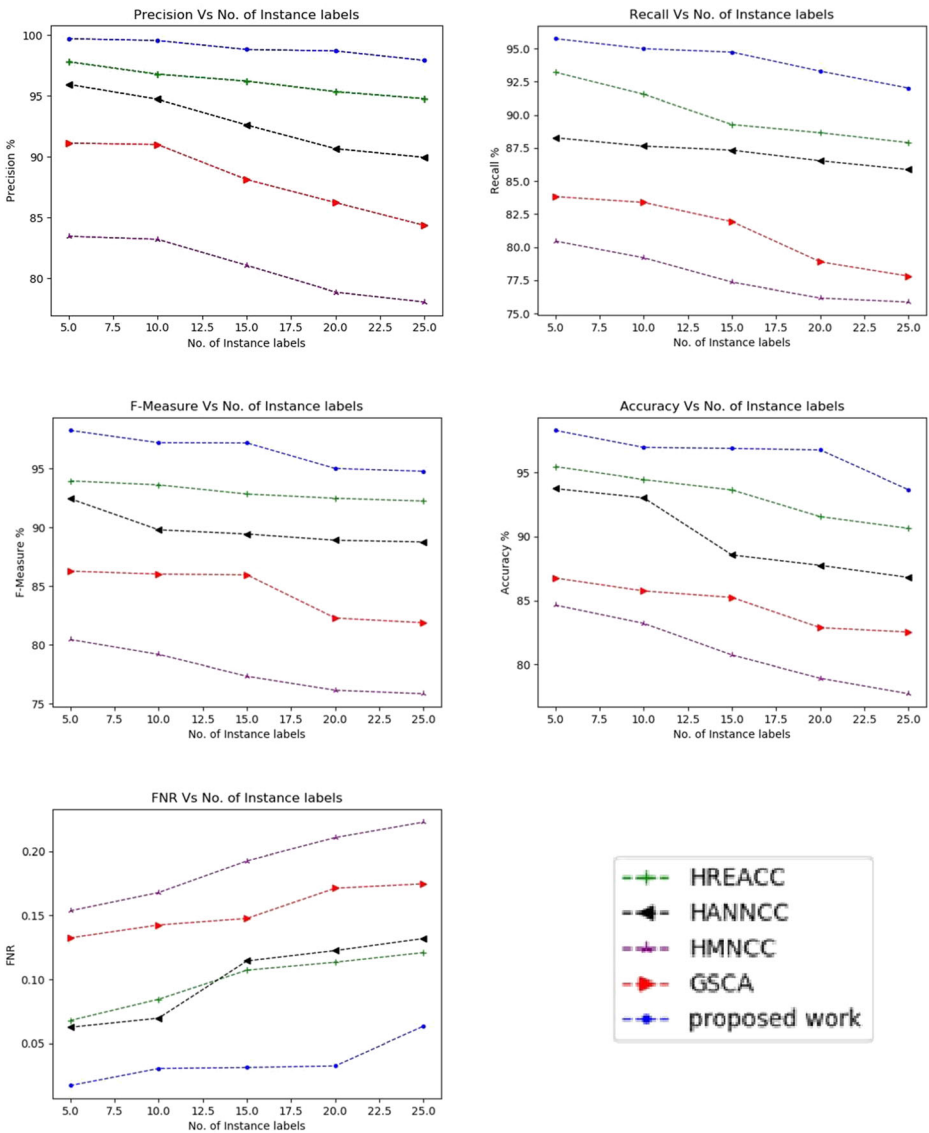 Precision Vs No. of Instance labels
100
95
90
85
80
Precision %
5.0 7.5 10.0 12.5 15.0 17.5 20.0 22.5 25.0
No. of Instance labels
Recall Vs No. of Instance labels
95.0
92.5
90.0
87.5
85.0
82.5
80.0
77.5
75.0
Recall %
5.0 7.5 10.0 12.5 15.0 17.5 20.0 22.5 25.0
No. of Instance labels
F-Measure Vs No. of Instance labels
95
90
85
80
75
F-Measure %
5.0 7.5 10.0 12.5 15.0 17.5 20.0 22.5 25.0
No. of Instance labels
Accuracy Vs No. of Instance labels
95
90
85
80
Accuracy %
5.0 7.5 10.0 12.5 15.0 17.5 20.0 22.5 25.0
No. of Instance labels
FNR Vs No. of Instance labels
0.20
0.15
0.10
0.05
FNR
5.0 7.5 10.0 12.5 15.0 17.5 20.0 22.5 25.0
No. of Instance labels
HREACC
HANNCC
HMNCC
GSCA
proposed work